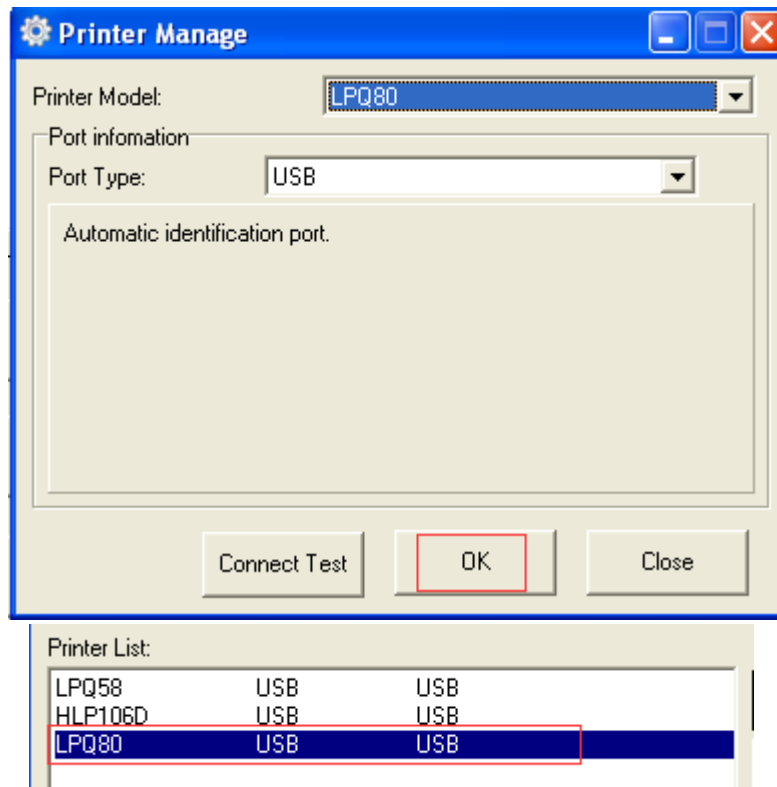 Printer Manage
Printer Model: LPQ80
Port infomation
Port Type: USB
Automatic identification port.
Connect Test OK Close
Printer List:
LPQ58 USB USB
HLP106D USB USB
LPQ80 USB USB